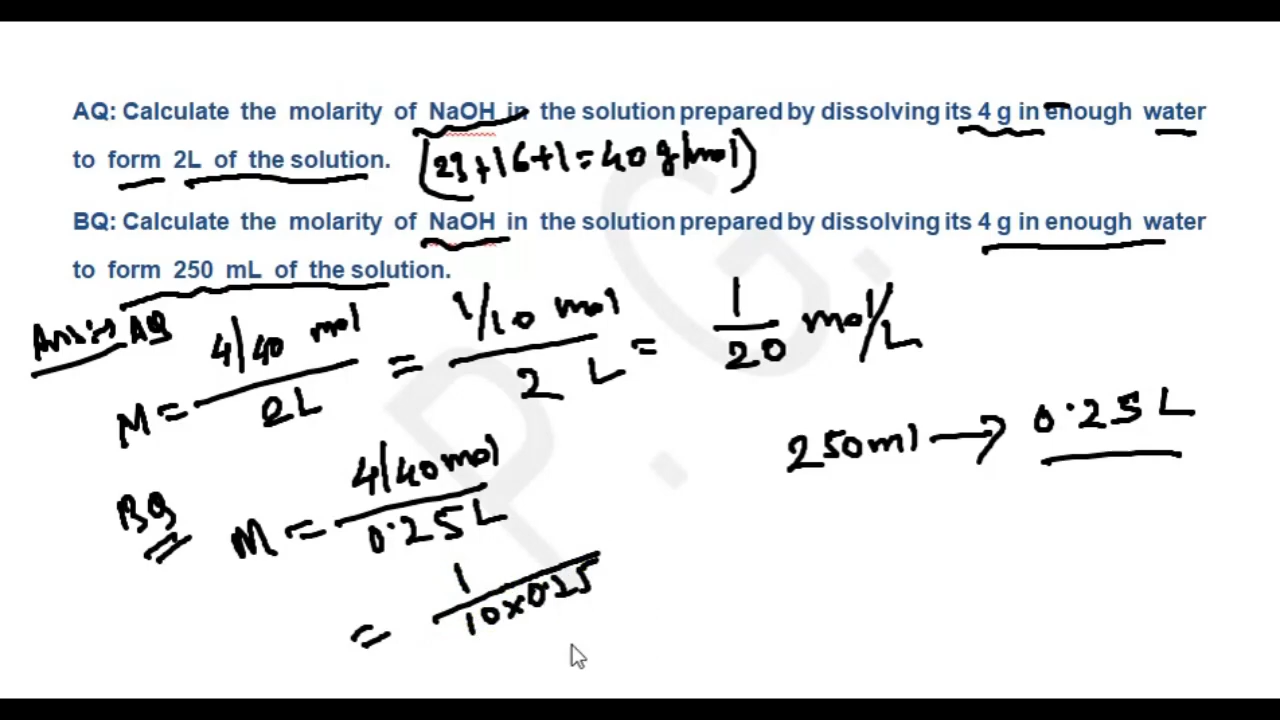 AQ: Calculate the molarity of NaOH in the solution prepared by dissolving its 4 g in enough water
to form 2L of the solution. (23+16+1=40 g/mol)
BQ: Calculate the molarity of NaOH in the solution prepared by dissolving its 4 g in enough water
to form 250 mL of the solution.
Ans:→ AQ
M = 4/40 mol / 2L = 1/10 mol / 2 L = 1/20 mol/L
250ml → 0.25 L
BQ M = 4/40 mol / 0.25 L
= 1 / 10×0.25
P. G.